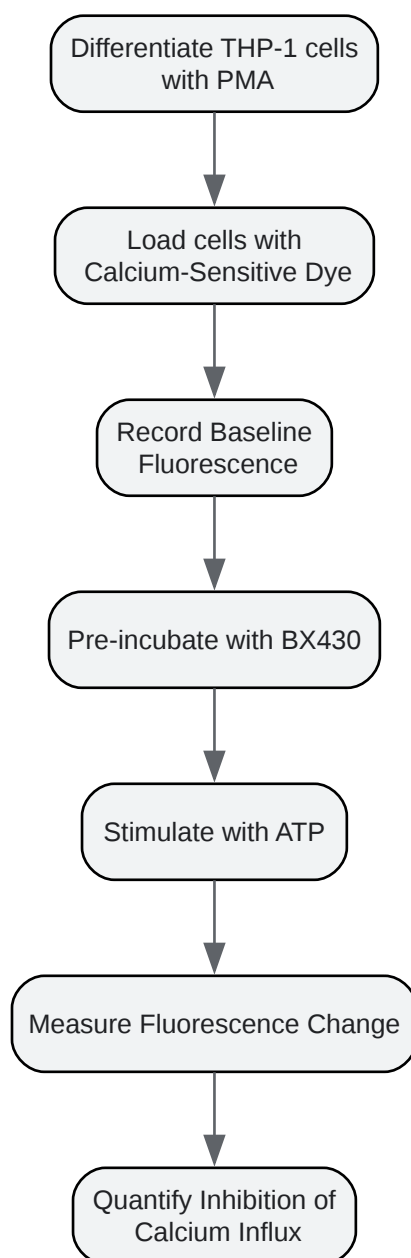 Differentiate THP-1 cells
with PMA
Load cells with
Calcium-Sensitive Dye
Record Baseline
Fluorescence
Pre-incubate with BX430
Stimulate with ATP
Measure Fluorescence Change
Quantify Inhibition of
Calcium Influx